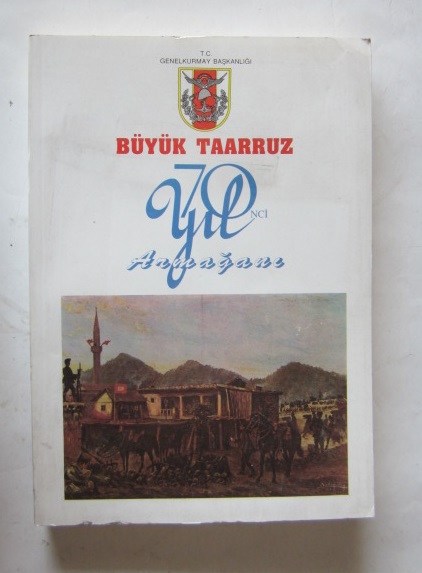 T.C.
GENELKURMAY BAŞKANLIĞI
BÜYÜK TAARRUZ
70
NCİ
Yıl
Armağanı